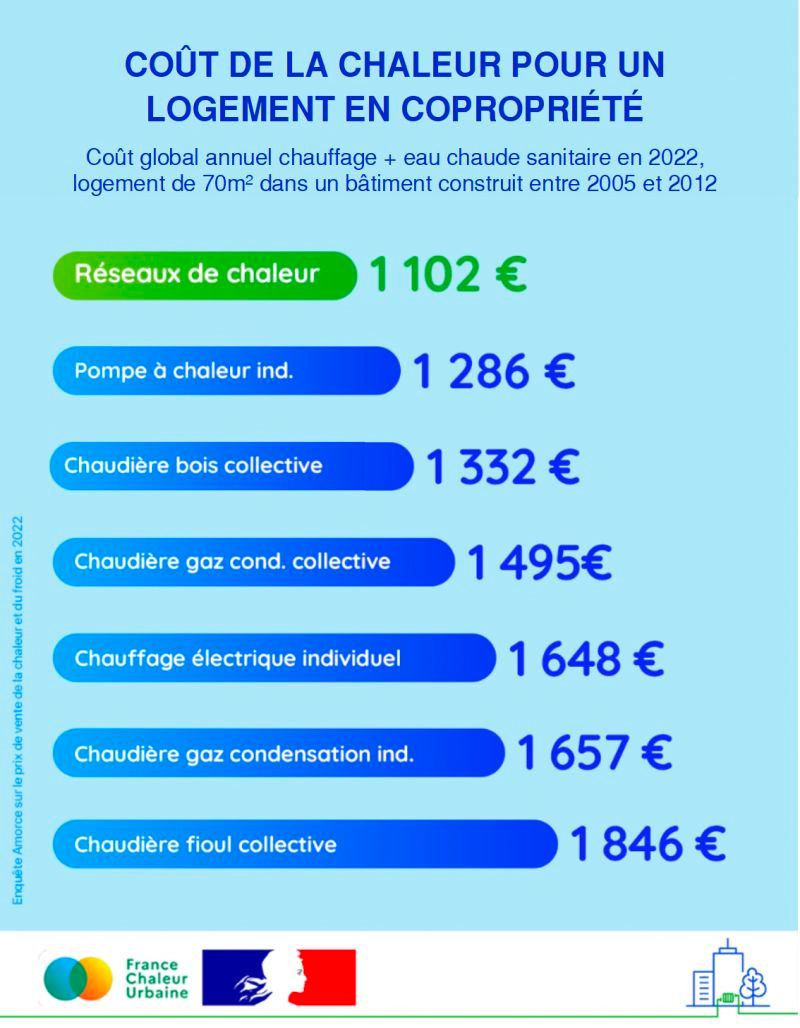 COÛT DE LA CHALEUR POUR UN
LOGEMENT EN COPROPRIÉTÉ
Coût global annuel chauffage + eau chaude sanitaire en 2022,
logement de 70m² dans un bâtiment construit entre 2005 et 2012
Réseaux de chaleur 1 102 €
Pompe à chaleur ind. 1 286 €
Chaudière bois collective 1 332 €
Chaudière gaz cond. collective 1 495€
Chauffage électrique individuel 1 648 €
Chaudière gaz condensation ind. 1 657 €
Chaudière fioul collective 1 846 €
Enquête Amorce sur le prix de vente de la chaleur et du froid en 2022
France
Chaleur
Urbaine